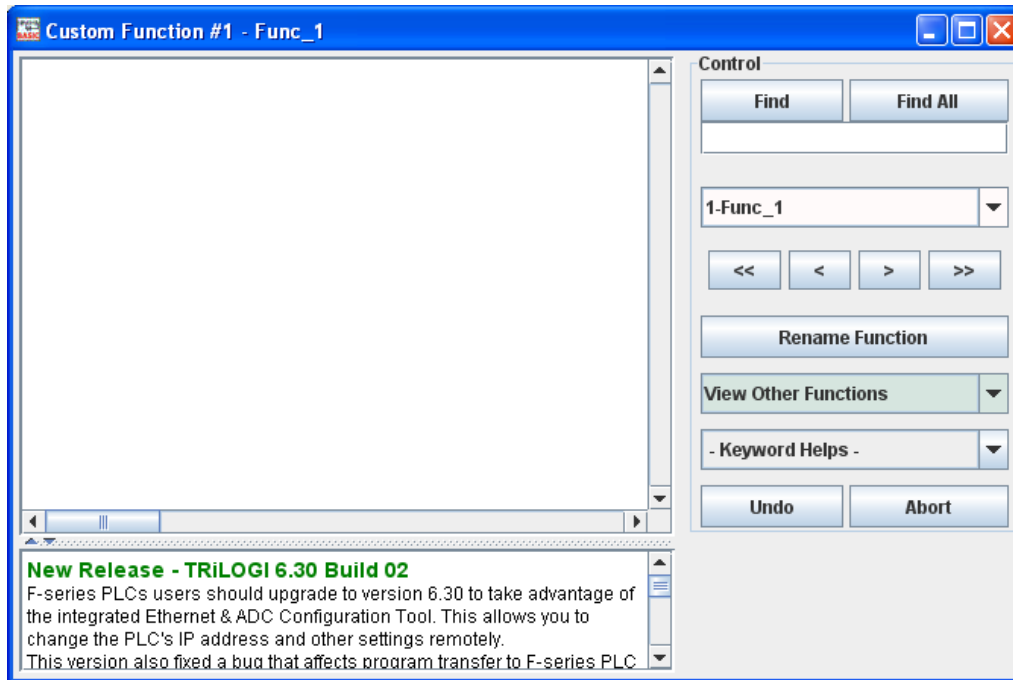 Custom Function #1 - Func_1
Control
Find
Find All
1-Func_1
<<
<
>
>>
Rename Function
View Other Functions
- Keyword Helps -
Undo
Abort
New Release - TRiLOGI 6.30 Build 02
F-series PLCs users should upgrade to version 6.30 to take advantage of
the integrated Ethernet & ADC Configuration Tool. This allows you to
change the PLC's IP address and other settings remotely.
This version also fixed a bug that affects program transfer to F-series PLC